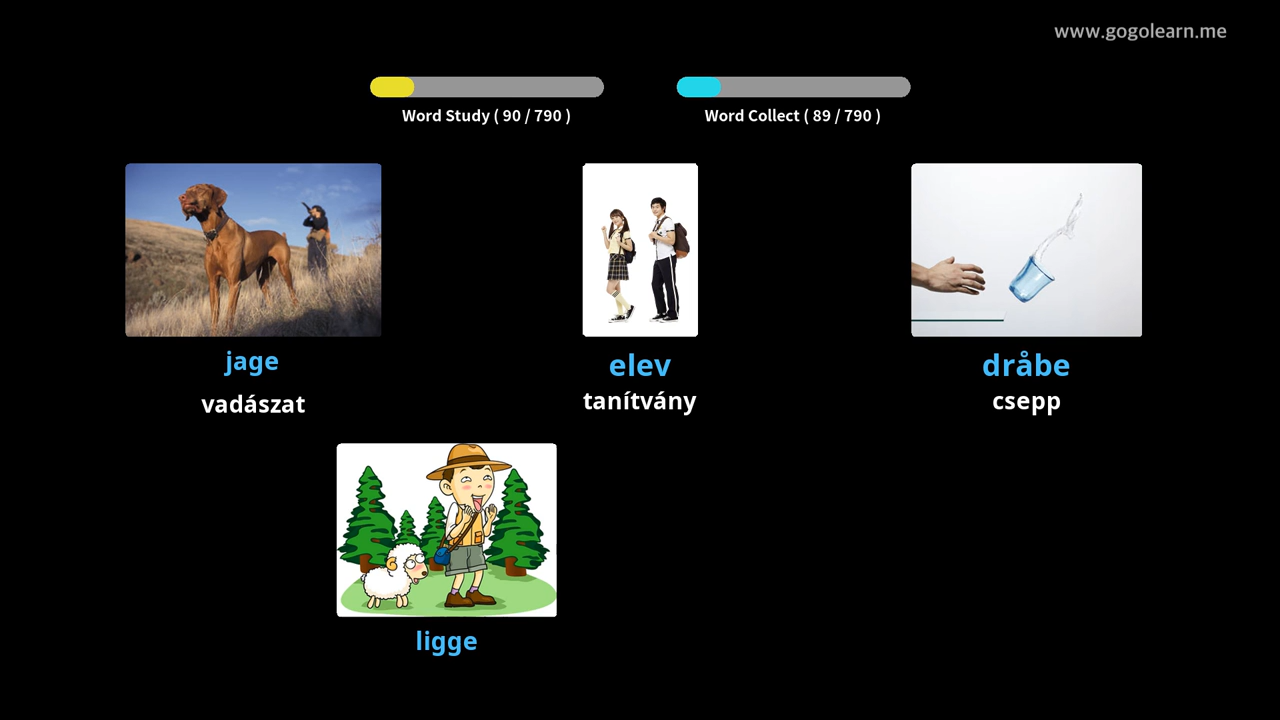 www.gogolearn.me
Word Study ( 90 / 790 )
Word Collect ( 89 / 790 )
jage
elev
dråbe
vadászat
tanítvány
csepp
ligge